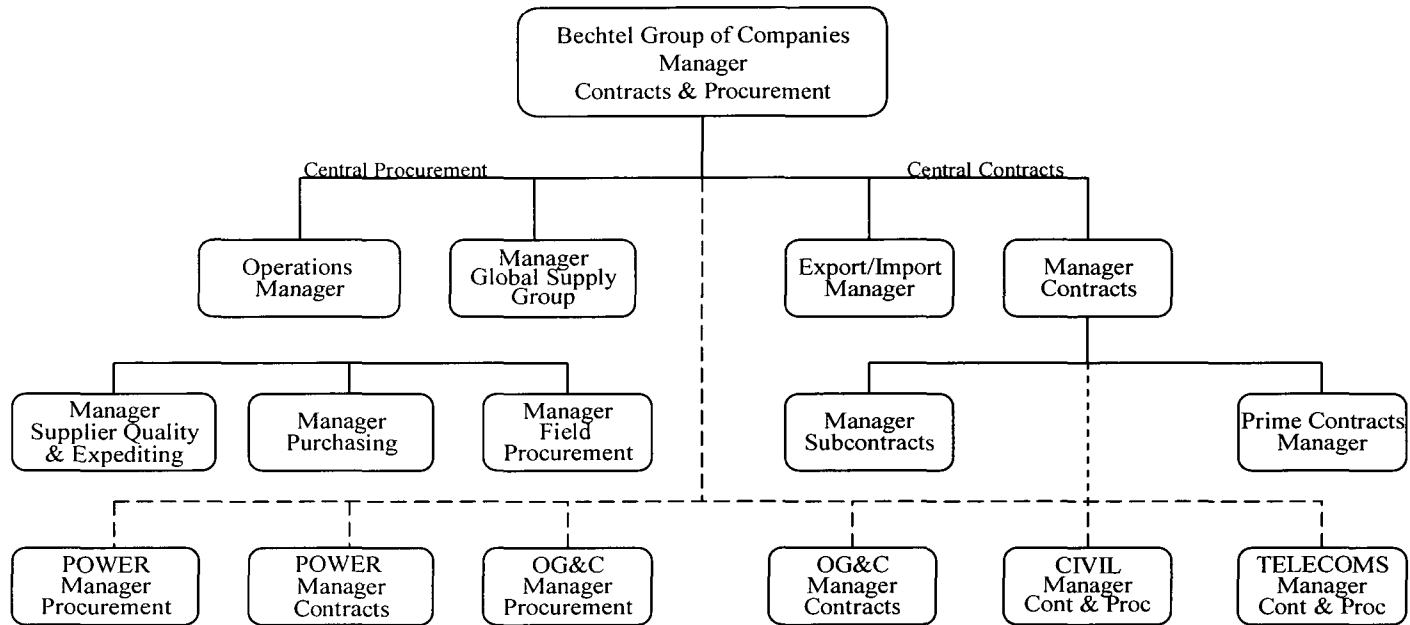 Bechtel Group of Companies
Manager
Contracts & Procurement
Central Procurement
Central Contracts
Operations
Manager
Manager
Global Supply
Group
Export/Import
Manager
Manager
Contracts
Manager
Supplier Quality
& Expediting
Manager
Purchasing
Manager
Field
Procurement
Manager
Subcontracts
Prime Contracts
Manager
POWER
Manager
Procurement
POWER
Manager
Contracts
OG&C
Manager
Procurement
OG&C
Manager
Contracts
CIVIL
Manager
Cont & Proc
TELECOMS
Manager
Cont & Proc